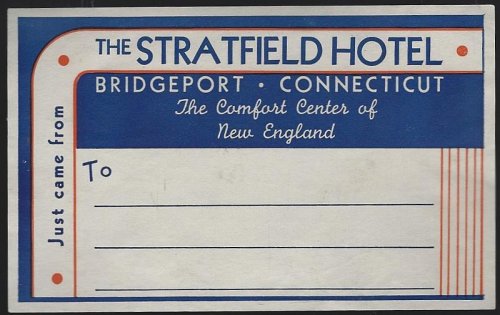 THE STRATFIELD HOTEL
BRIDGEPORT • CONNECTICUT
The Comfort Center of
New England
Just came from
To